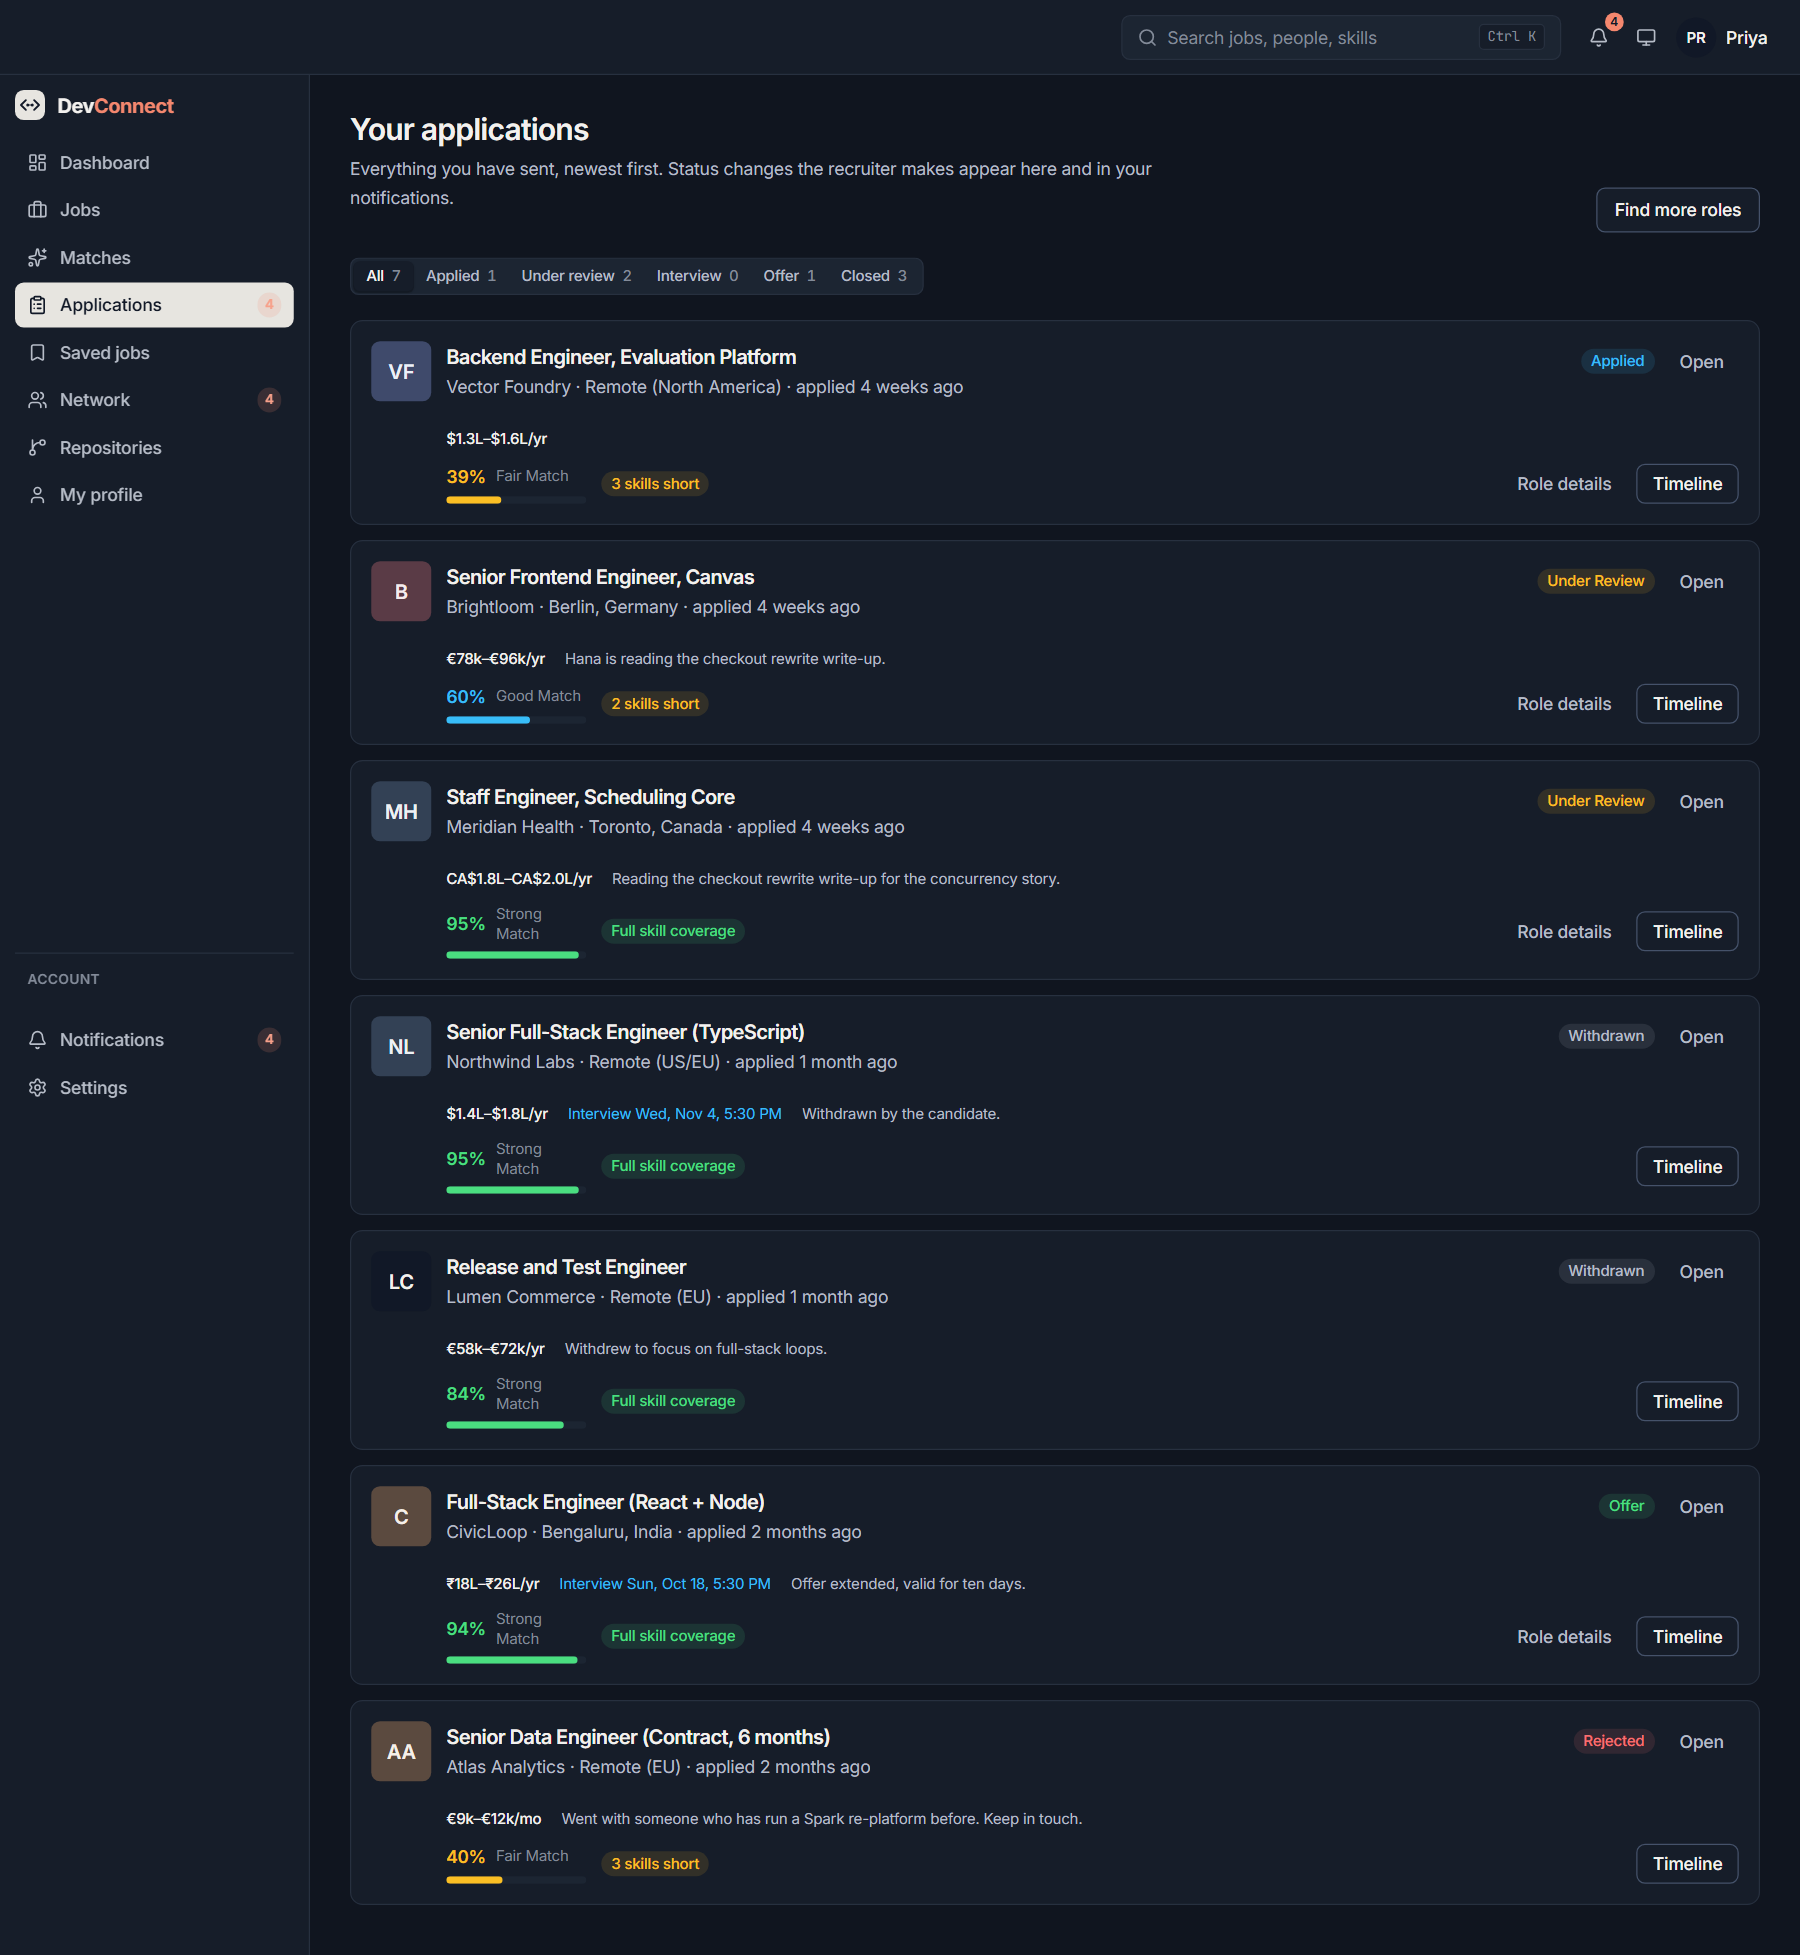 Search jobs, people, skills
Ctrl K
4
PR
Priya
DevConnect
Dashboard
Jobs
Matches
Applications 4
Saved jobs
Network 4
Repositories
My profile
ACCOUNT
Notifications 4
Settings
Your applications
Everything you have sent, newest first. Status changes the recruiter makes appear here and in your
notifications.
Find more roles
All 7 Applied 1 Under review 2 Interview 0 Offer 1 Closed 3
VF
Backend Engineer, Evaluation Platform
Applied
Open
Vector Foundry · Remote (North America) · applied 4 weeks ago
$1.3L–$1.6L/yr
39% Fair Match
3 skills short
Role details
Timeline
B
Senior Frontend Engineer, Canvas
Under Review
Open
Brightloom · Berlin, Germany · applied 4 weeks ago
€78k–€96k/yr Hana is reading the checkout rewrite write-up.
60% Good Match
2 skills short
Role details
Timeline
MH
Staff Engineer, Scheduling Core
Under Review
Open
Meridian Health · Toronto, Canada · applied 4 weeks ago
CA$1.8L–CA$2.0L/yr Reading the checkout rewrite write-up for the concurrency story.
95% Strong
Match
Full skill coverage
Role details
Timeline
NL
Senior Full-Stack Engineer (TypeScript)
Withdrawn
Open
Northwind Labs · Remote (US/EU) · applied 1 month ago
$1.4L–$1.8L/yr Interview Wed, Nov 4, 5:30 PM Withdrawn by the candidate.
95% Strong
Match
Full skill coverage
Timeline
LC
Release and Test Engineer
Withdrawn
Open
Lumen Commerce · Remote (EU) · applied 1 month ago
€58k–€72k/yr Withdrew to focus on full-stack loops.
84% Strong
Match
Full skill coverage
Timeline
C
Full-Stack Engineer (React + Node)
Offer
Open
CivicLoop · Bengaluru, India · applied 2 months ago
₹18L–₹26L/yr Interview Sun, Oct 18, 5:30 PM Offer extended, valid for ten days.
94% Strong
Match
Full skill coverage
Role details
Timeline
AA
Senior Data Engineer (Contract, 6 months)
Rejected
Open
Atlas Analytics · Remote (EU) · applied 2 months ago
€9k–€12k/mo Went with someone who has run a Spark re-platform before. Keep in touch.
40% Fair Match
3 skills short
Timeline